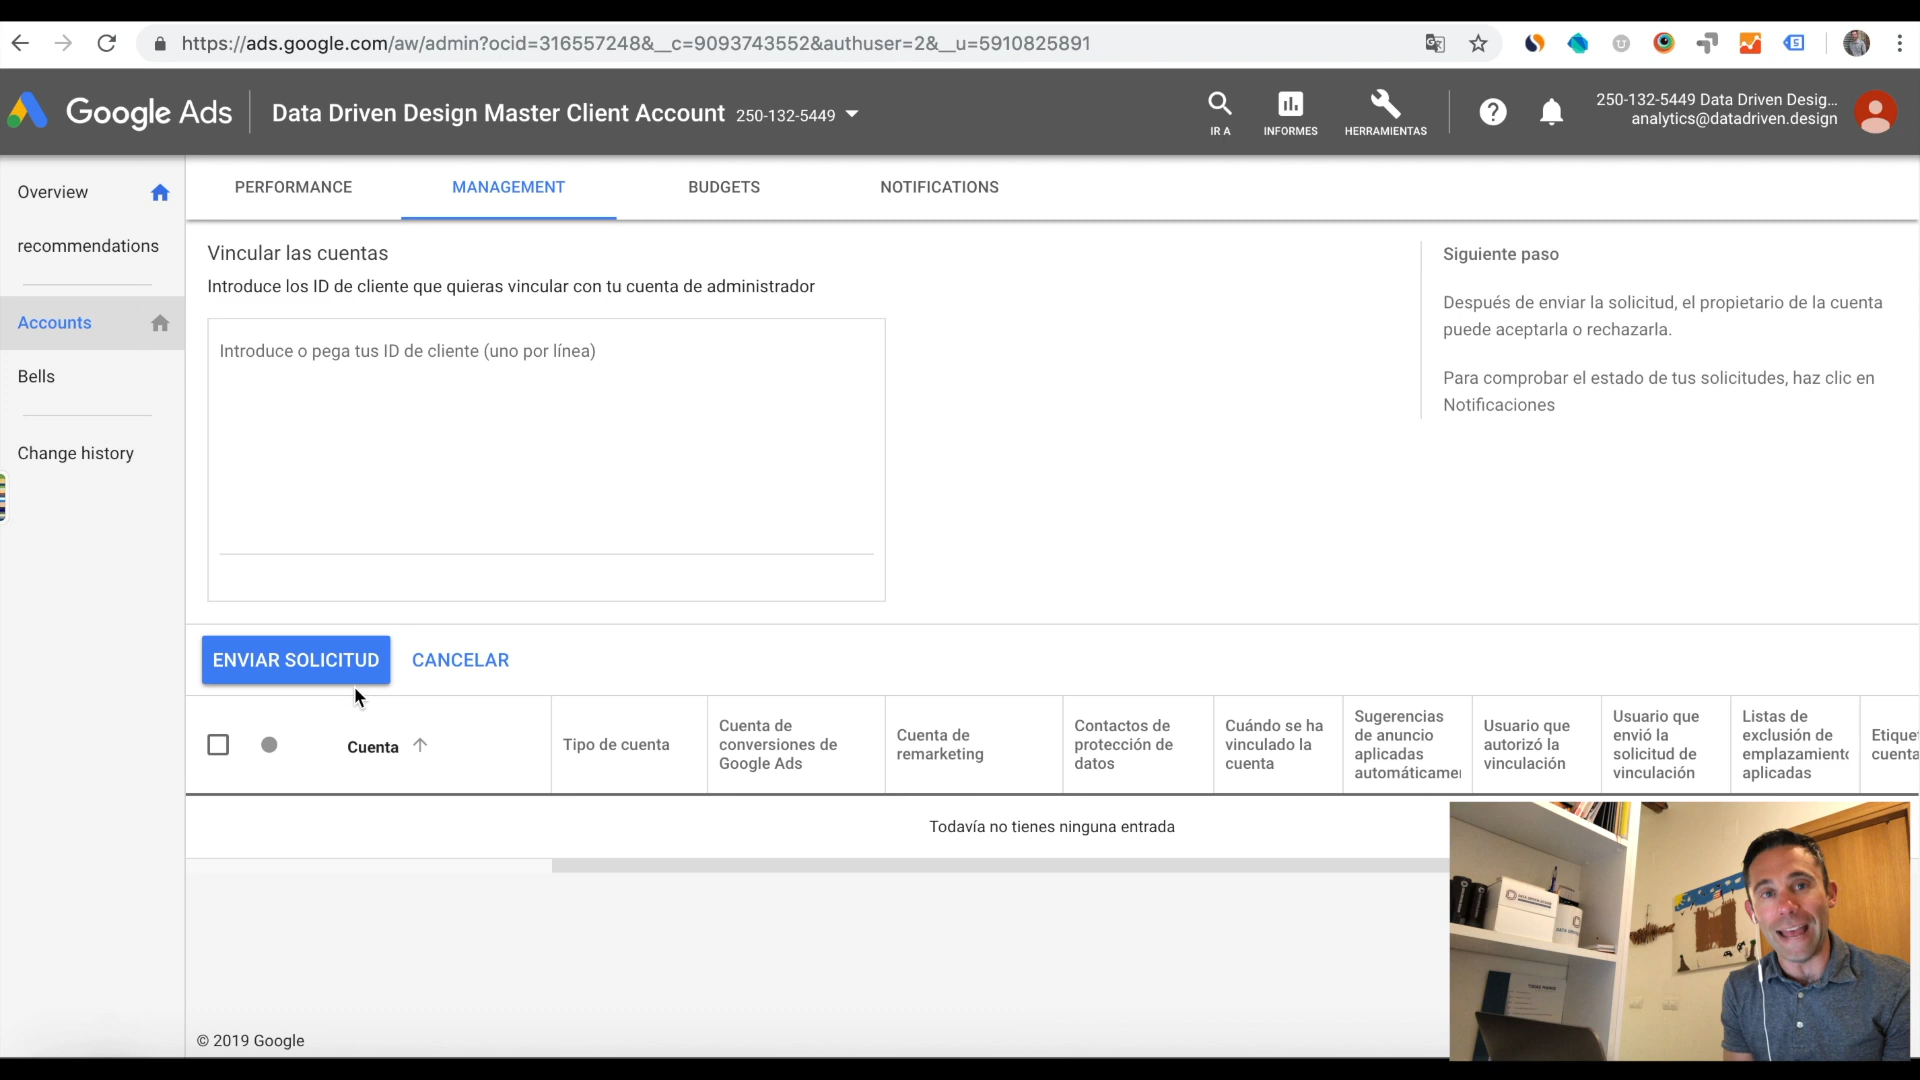 https://ads.google.com/aw/admin?ocid=316557248&__c=9093743552&authuser=2&__u=5910825891
Google Ads
Data Driven Design Master Client Account 250-132-5449
IR A
INFORMES
HERRAMIENTAS
250-132-5449 Data Driven Desig...
analytics@datadriven.design
Overview
recommendations
Accounts
Bells
Change history
PERFORMANCE
MANAGEMENT
BUDGETS
NOTIFICATIONS
Vincular las cuentas
Introduce los ID de cliente que quieras vincular con tu cuenta de administrador
Introduce o pega tus ID de cliente (uno por línea)
Siguiente paso
Después de enviar la solicitud, el propietario de la cuenta
puede aceptarla o rechazarla.
Para comprobar el estado de tus solicitudes, haz clic en
Notificaciones
ENVIAR SOLICITUD
CANCELAR
Cuenta
Tipo de cuenta
Cuenta de
conversiones de
Google Ads
Cuenta de
remarketing
Contactos de
protección de
datos
Cuándo se ha
vinculado la
cuenta
Sugerencias
de anuncio
aplicadas
automáticame
Usuario que
autorizó la
vinculación
Usuario que
envió la
solicitud de
vinculación
Listas de
exclusión de
emplazamiento
aplicadas
Etique
cuenta
Todavía no tienes ninguna entrada
© 2019 Google